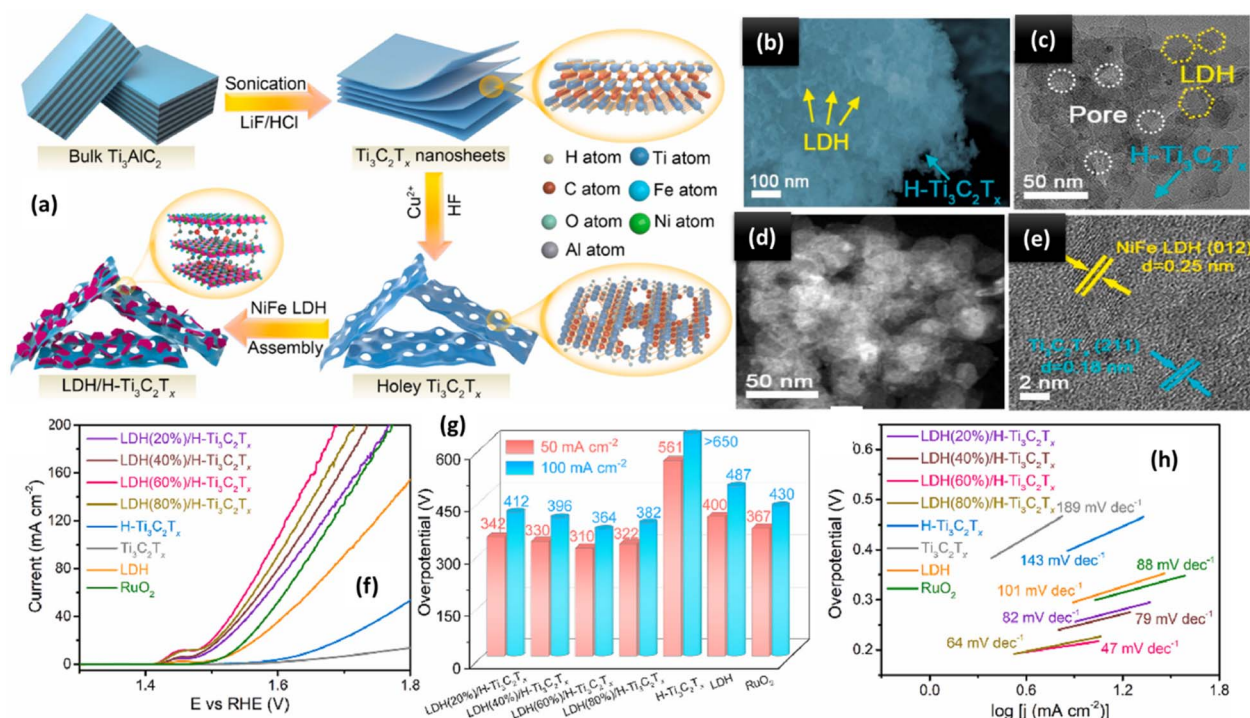 Sonication
LiF/HCl
Bulk Ti₃AlC₂
Ti₃C₂Tₓ nanosheets
(a)
Cu²⁺
HF
H atom
Ti atom
C atom
Fe atom
O atom
Ni atom
Al atom
NiFe LDH
Assembly
LDH/H-Ti₃C₂Tₓ
Holey Ti₃C₂Tₓ
(b)
LDH
H-Ti₃C₂Tₓ
100 nm
(c)
LDH
Pore
H-Ti₃C₂Tₓ
50 nm
(d)
50 nm
(e)
NiFe LDH (012)
d=0.25 nm
Ti₃C₂Tₓ (211)
d=0.16 nm
2 nm
(f)
Current (mA cm⁻²)
200
160
120
80
40
0
LDH(20%)/H-Ti₃C₂Tₓ
LDH(40%)/H-Ti₃C₂Tₓ
LDH(60%)/H-Ti₃C₂Tₓ
LDH(80%)/H-Ti₃C₂Tₓ
H-Ti₃C₂Tₓ
Ti₃C₂Tₓ
LDH
RuO₂
1.4
1.5
1.6
1.7
1.8
E vs RHE (V)
(g)
Overpotential (V)
600
450
300
150
600
50 mA cm⁻²
100 mA cm⁻²
342
412
330
396
310
364
322
382
561
>650
400
487
367
430
LDH(20%)/H-Ti₃C₂Tₓ
LDH(40%)/H-Ti₃C₂Tₓ
LDH(60%)/H-Ti₃C₂Tₓ
LDH(80%)/H-Ti₃C₂Tₓ
H-Ti₃C₂Tₓ
LDH
RuO₂
(h)
Overpotential (V)
0.6
0.5
0.4
0.3
0.2
LDH(20%)/H-Ti₃C₂Tₓ
LDH(40%)/H-Ti₃C₂Tₓ
LDH(60%)/H-Ti₃C₂Tₓ
LDH(80%)/H-Ti₃C₂Tₓ
H-Ti₃C₂Tₓ
Ti₃C₂Tₓ
LDH
RuO₂
189 mV dec⁻¹
143 mV dec⁻¹
101 mV dec⁻¹
88 mV dec⁻¹
82 mV dec⁻¹
79 mV dec⁻¹
64 mV dec⁻¹
47 mV dec⁻¹
0.0
0.6
1.2
1.8
log [j (mA cm⁻²)]